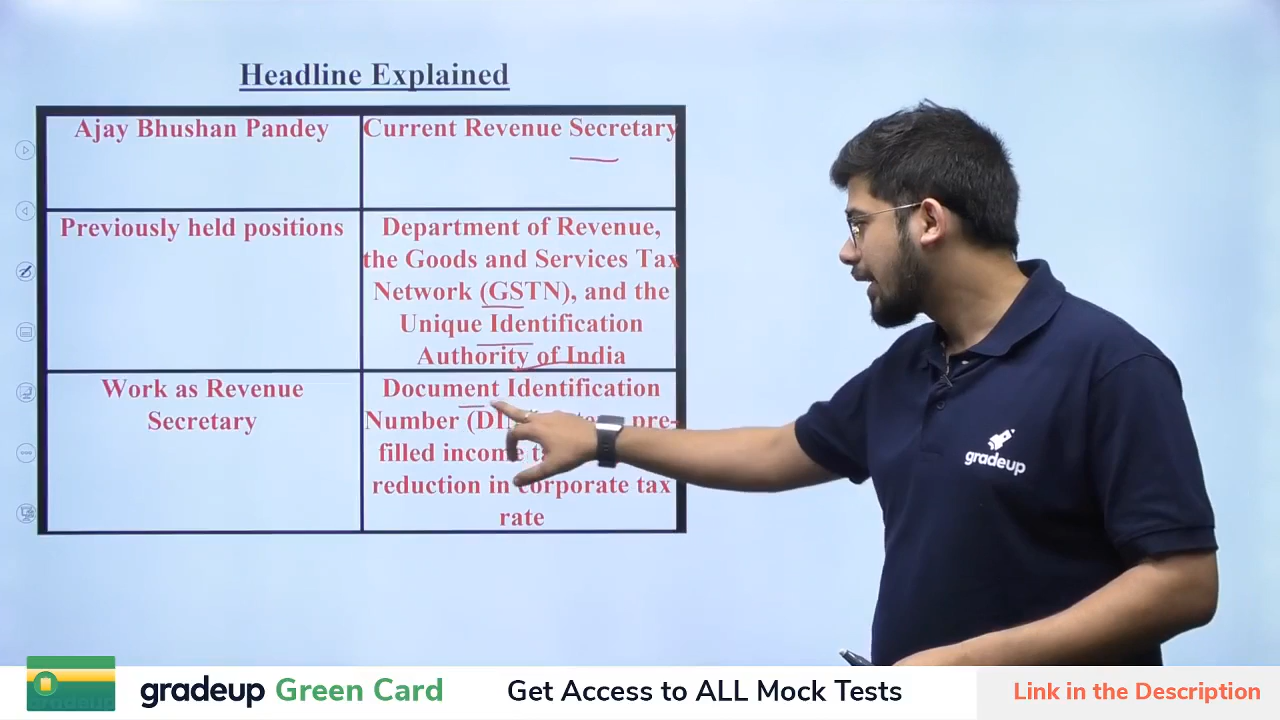 Headline Explained
Ajay Bhushan Pandey
Current Revenue Secretary
Previously held positions
Department of Revenue,
the Goods and Services Tax
Network (GSTN), and the
Unique Identification
Authority of India
Work as Revenue
Secretary
Document Identification
Number pre-
filled income
reduction in corporate tax
rate
gradeup
gradeup Green Card
Get Access to ALL Mock Tests
Link in the Description